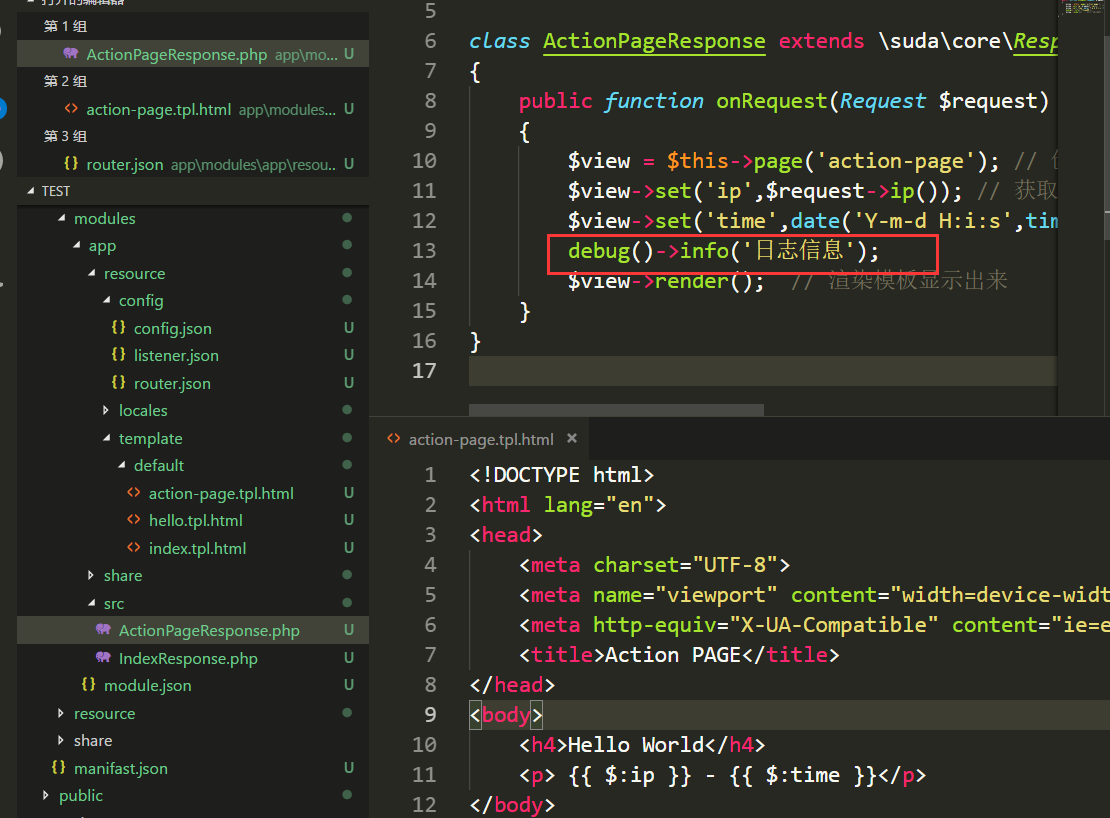 第 1 组
ActionPageResponse.php app\mo... U
第 2 组
action-page.tpl.html app\modules... U
第 3 组
router.json app\modules\app\resou... U
TEST
modules
app
resource
config
config.json U
listener.json U
router.json U
locales
template
default
action-page.tpl.html U
hello.tpl.html U
index.tpl.html U
share
src
ActionPageResponse.php U
IndexResponse.php U
module.json U
resource
share
manifast.json U
public
5
6 class ActionPageResponse extends \suda\core\Resp
7 {
8 public function onRequest(Request $request)
9 {
10 $view = $this->page('action-page'); //
11 $view->set('ip',$request->ip()); // 获取
12 $view->set('time',date('Y-m-d H:i:s',tim
13 debug()->info('日志信息');
14 $view->render(); // 渲染模板显示出来
15 }
16 }
17
action-page.tpl.html ×
1 <!DOCTYPE html>
2 <html lang="en">
3 <head>
4 <meta charset="UTF-8">
5 <meta name="viewport" content="width=device-widt
6 <meta http-equiv="X-UA-Compatible" content="ie=e
7 <title>Action PAGE</title>
8 </head>
9 <body>
10 <h4>Hello World</h4>
11 <p> {{ $:ip }} - {{ $:time }}</p>
12 </body>